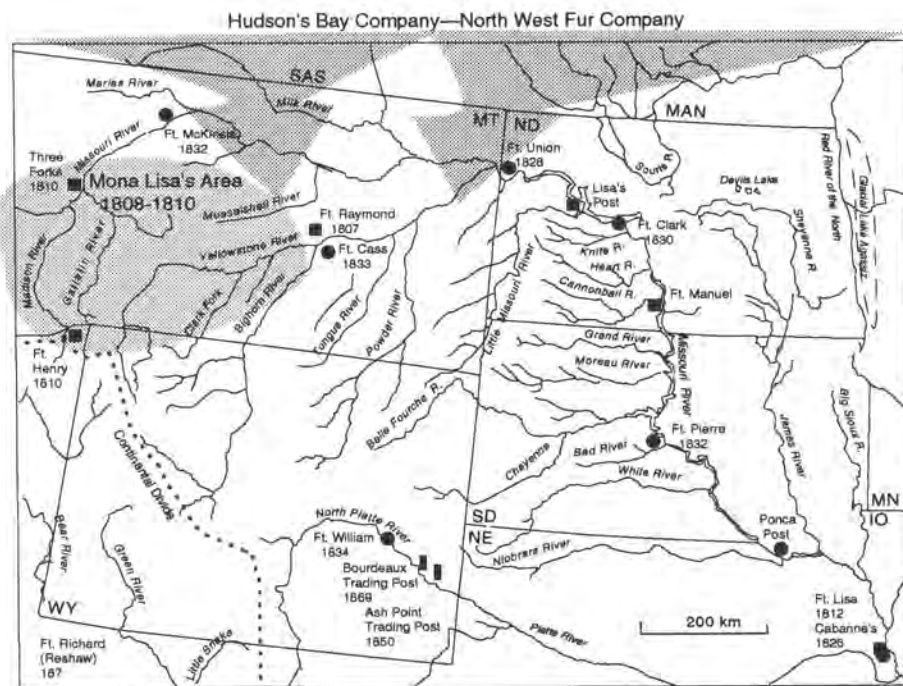 Hudson's Bay Company—North West Fur Company
SAS
MAN
MT
ND
Marias River
Milk River
Missouri River
Ft. McKinsie
1832
Three
Forks
1810
Mona Lisa's Area
1808-1810
Musselshell River
Ft. Union
1828
Souris R.
Devils Lake
Red River of the North
Glacial Lake Agassiz
Lisa's
Post
Ft. Clark
1830
Sheyenne R.
Ft. Raymond
1807
Yellowstone River
Ft. Cass
1833
Madison River
Gallatin River
Clark Fork
Bighorn River
Tongue River
Powder River
Little Missouri River
Knife R.
Heart R.
Cannonball R.
Ft. Manuel
Ft.
Henry
1810
Grand River
Moreau River
Missouri River
Belle Fourche R.
Continental Divide
Cheyenne
Bad River
Ft. Pierre
1832
White River
James River
Big Sioux R.
MN
IO
SD
NE
Ponca
Post
Niobrara River
North Platte River
Ft. William
1834
Bourdeaux
Trading Post
1869
Ash Point
Trading Post
1850
Bear River
Green River
WY
Ft. Richard
(Reshaw)
187
Little Snake
Platte River
200 km
Ft. Lisa
1812
Cabanne's
1826